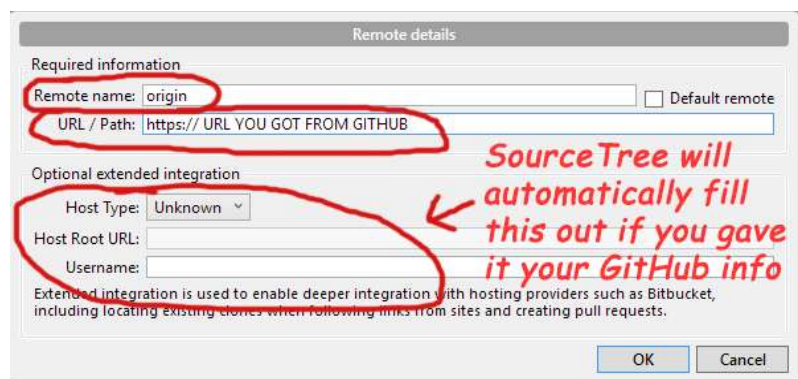 Remote details
Required information
Remote name: origin
Default remote
URL / Path: https:// URL YOU GOT FROM GITHUB
SourceTree will
automatically fill
this out if you gave
it your GitHub info
Optional extended integration
Host Type: Unknown
Host Root URL:
Username:
Extended integration is used to enable deeper integration with hosting providers such as Bitbucket,
including locating existing clones when following links from sites and creating pull requests.
OK Cancel